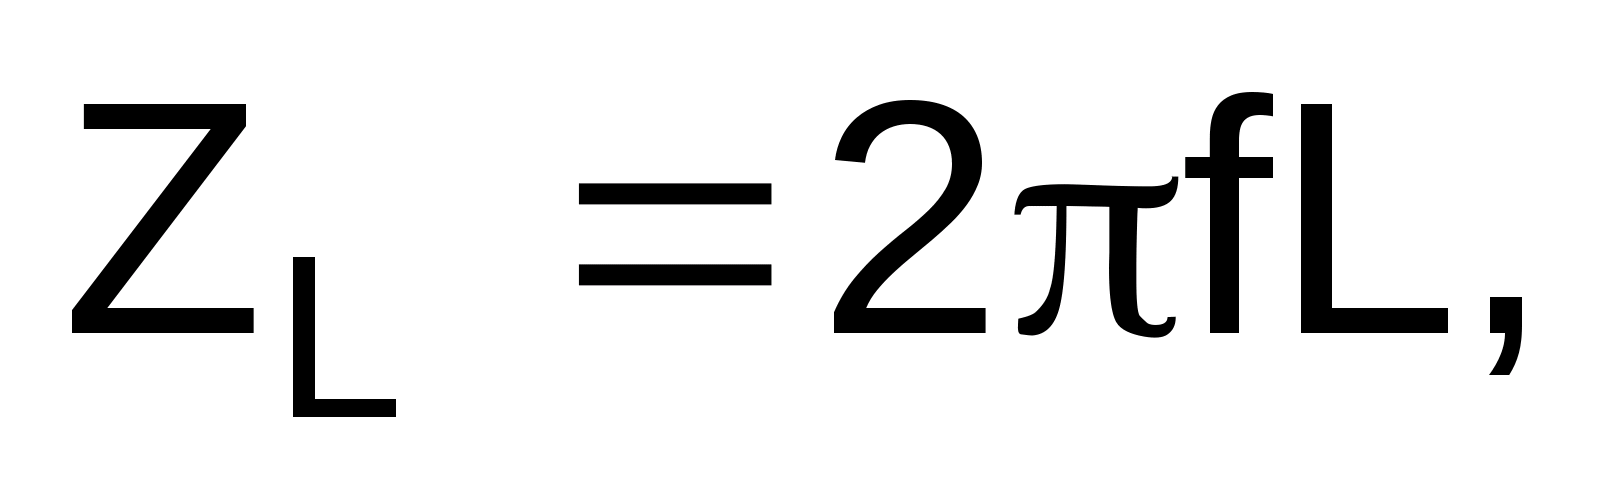 Z_L = 2πfL,